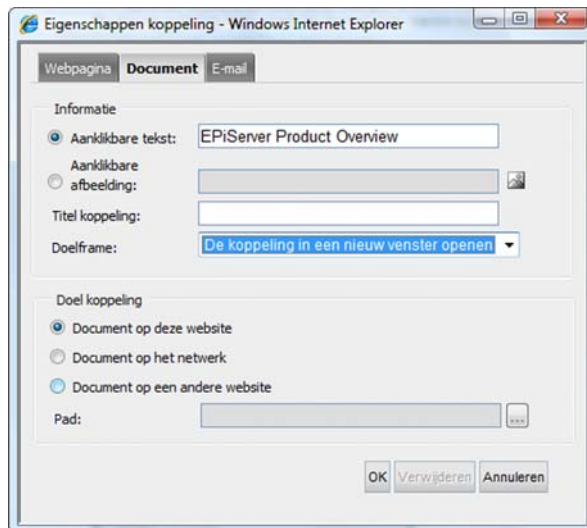 Eigenschappen koppeling - Windows Internet Explorer
Webpagina Document E-mail
Informatie
Aanklikbare tekst: EPiServer Product Overview
Aanklikbare
afbeelding:
Titel koppeling:
Doelframe: De koppeling in een nieuw venster openen
Doel koppeling
Document op deze website
Document op het netwerk
Document op een andere website
Pad: ...
OK Verwijderen Annuleren